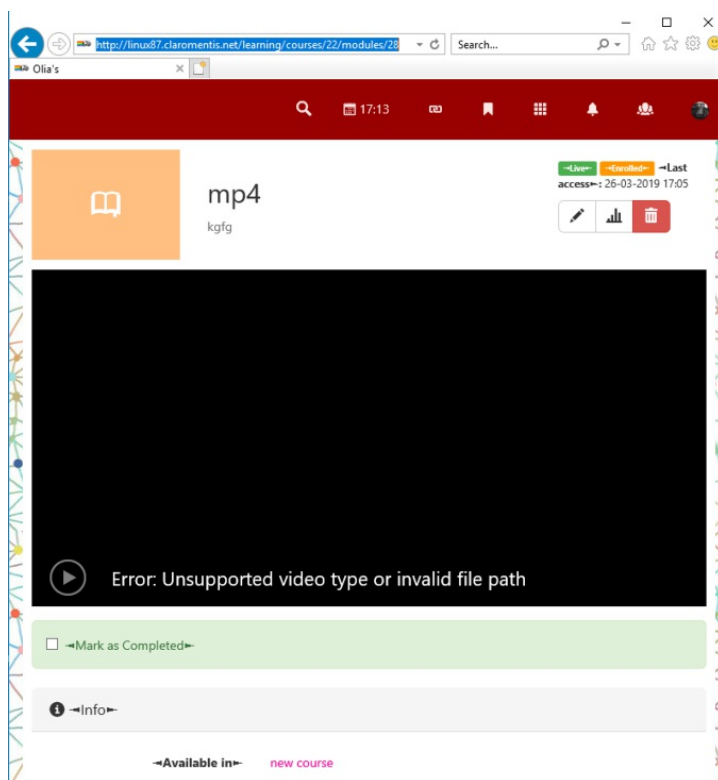 http://linux87.claromentis.net/learning/courses/22/modules/28
Search...
Olia's
17:13
mp4
kgfg
⊸Live⊷ ⊸Enrolled⊷ ⊸Last
access⊷: 26-03-2019 17:05
Error: Unsupported video type or invalid file path
⊸Mark as Completed⊷
⊸Info⊷
⊸Available in⊷ new course